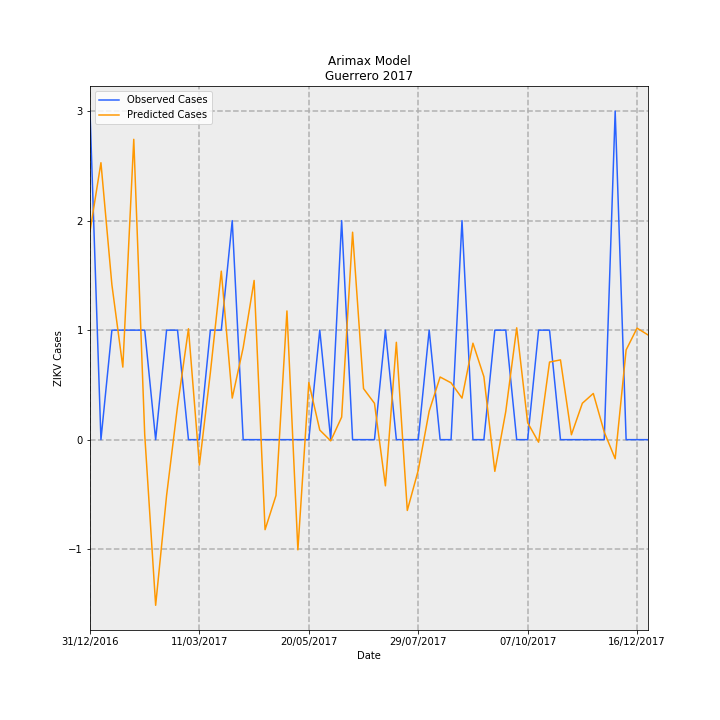 Arimax Model
Guerrero 2017
Observed Cases
Predicted Cases
3
2
1
0
−1
ZIKV Cases
31/12/2016 11/03/2017 20/05/2017 29/07/2017 07/10/2017 16/12/2017
Date